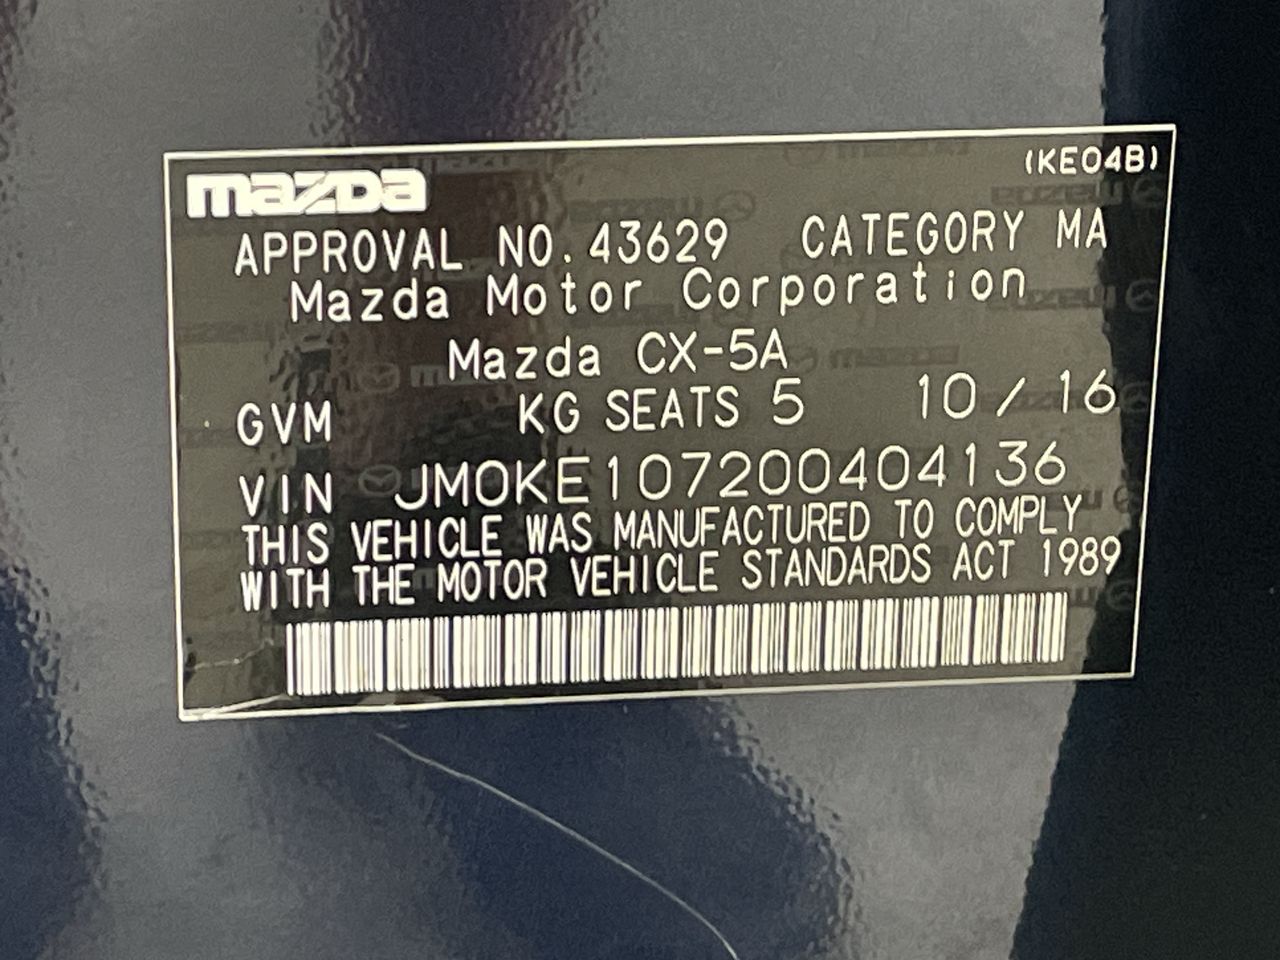 (KE04B)
mazda
APPROVAL NO. 43629 CATEGORY MA
Mazda Motor Corporation
Mazda CX-5A
GVM KG SEATS 5 10 / 16
VIN JM0KE107200404136
THIS VEHICLE WAS MANUFACTURED TO COMPLY
WITH THE MOTOR VEHICLE STANDARDS ACT 1989